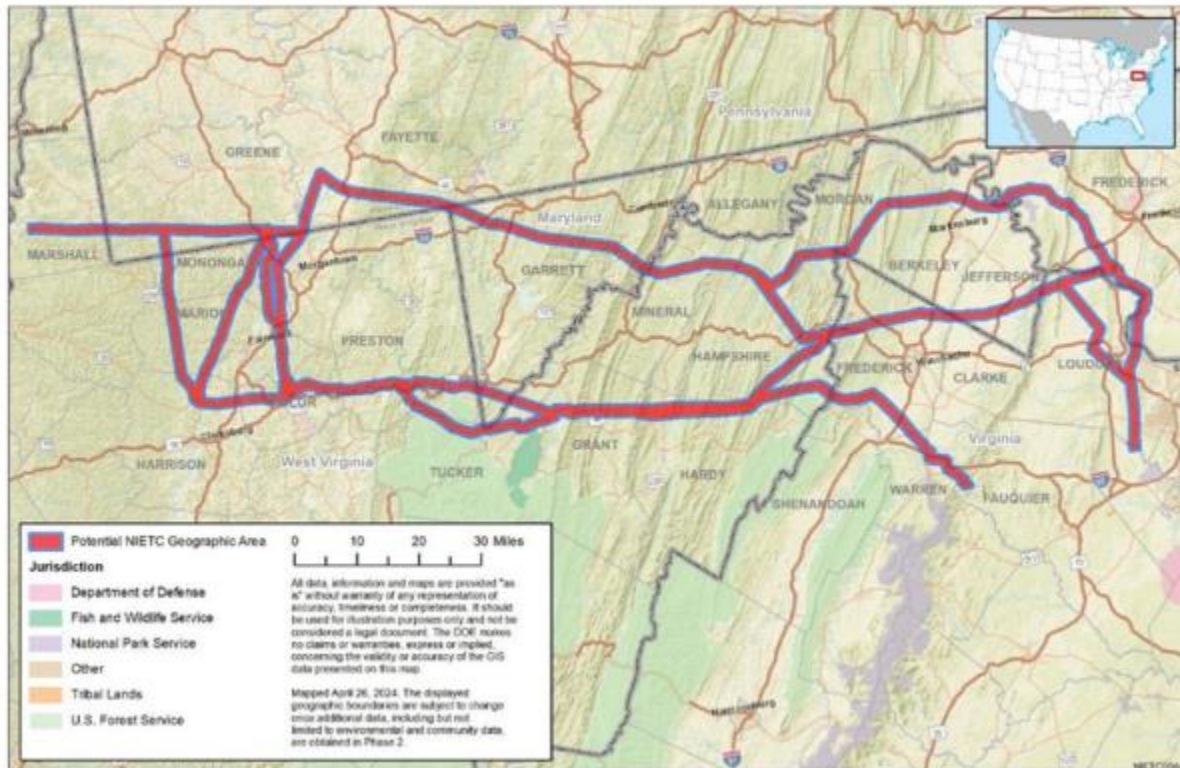 Pennsylvania
FAYETTE
GREENE
FREDERICK
ALLEGANY
MORGAN
Cumberland
Maryland
Martinsburg
MARSHALL
MONONGA
Morgantown
GARRETT
BERKELEY
JEFFERSON
MARION
MINERAL
PRESTON
HAMPSHIRE
FREDERICK
Winchester
CLARKE
LOUDOUN
Clarksburg
HARRISON
West Virginia
TUCKER
GRANT
HARDY
Virginia
SHENANDOAH
WARREN
FAUQUIER
Harrisonburg
Potential NIETC Geographic Area
Jurisdiction
Department of Defense
Fish and Wildlife Service
National Park Service
Other
Tribal Lands
U.S. Forest Service
0 10 20 30 Miles
All data, information and maps are provided "as
is" without warranty of any representation of
accuracy, timeliness or completeness. It should
be used for illustration purposes only and not be
considered a legal document. The DOE makes
no claims or warranties, express or implied,
concerning the validity or accuracy of the GIS
data presented on this map.
Mapped April 26, 2024. The displayed
geographic boundaries are subject to change
once additional data, including but not
limited to environmental and community data,
are obtained in Phase 2.